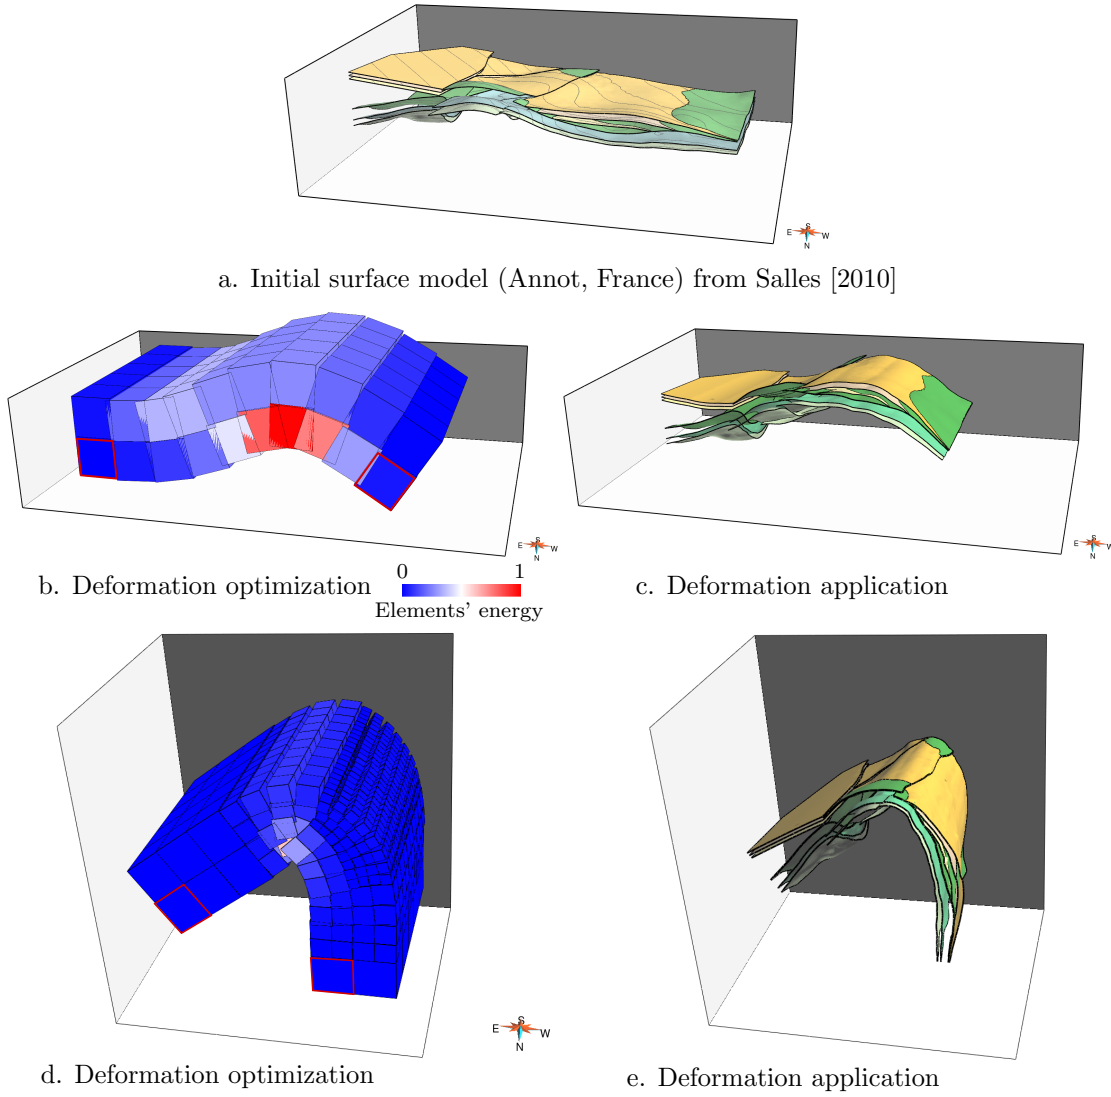 S
E W
N
a. Initial surface model (Annot, France) from Salles [2010]
S
E W
N
S
E W
N
b. Deformation optimization
0 1
Elements' energy
c. Deformation application
S
E W
N
d. Deformation optimization
e. Deformation application